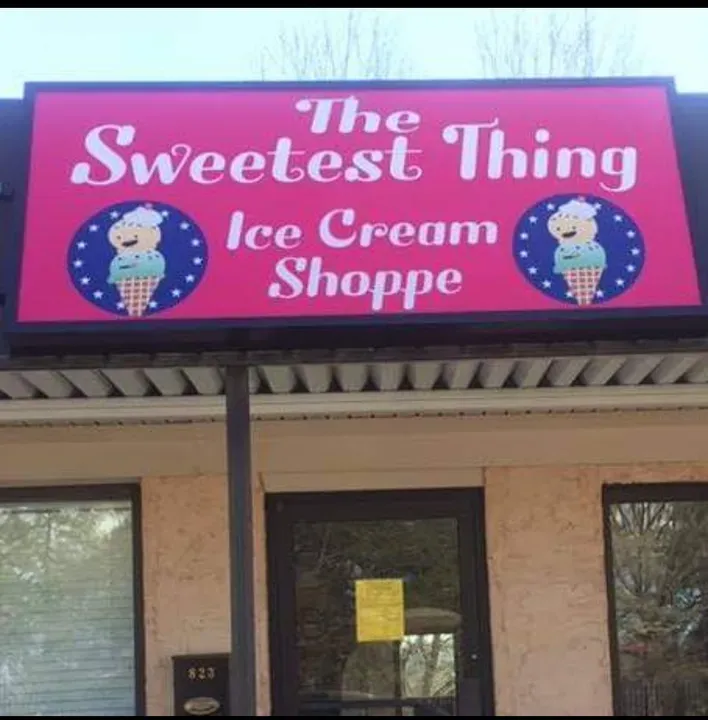 The
Sweetest Thing
Ice Cream
Shoppe
823